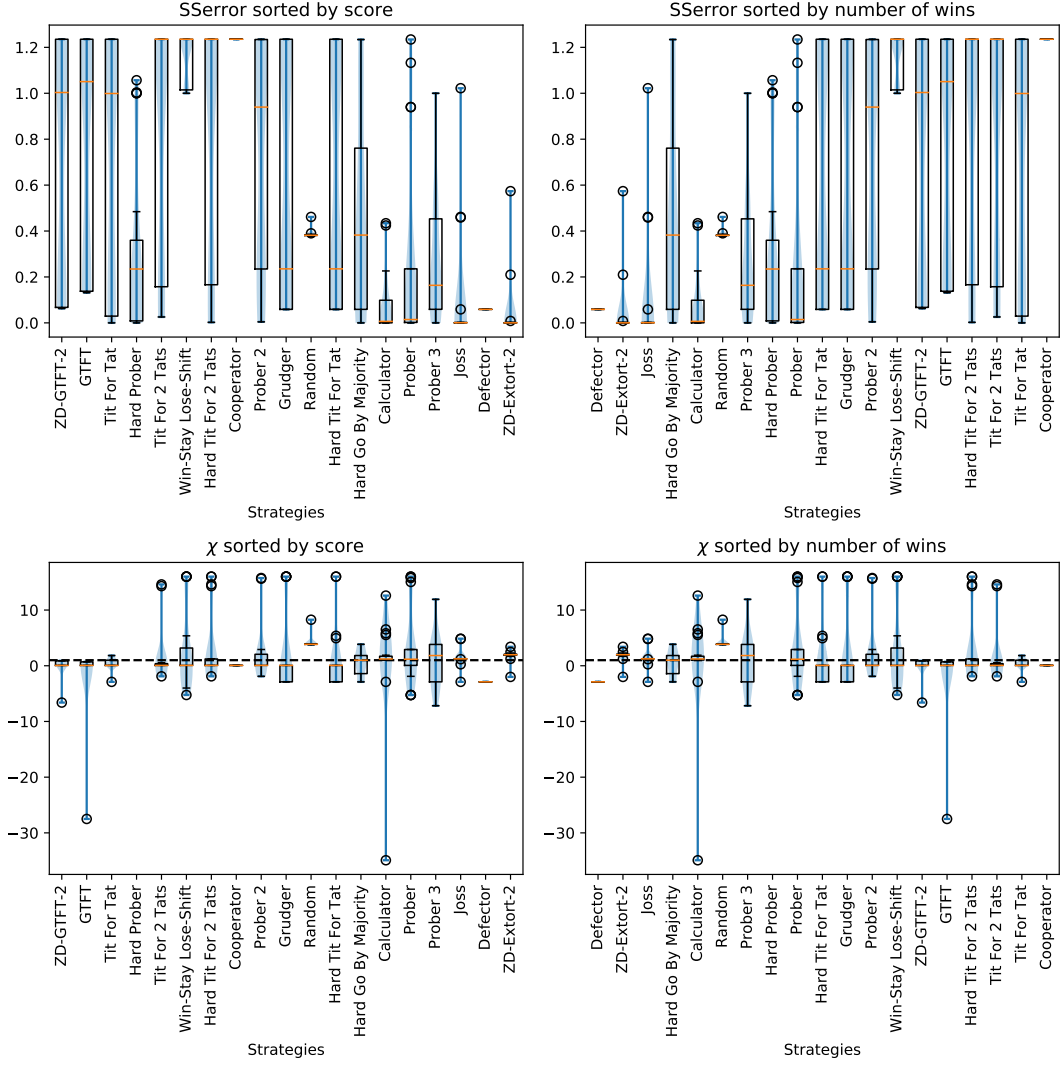 SSerror sorted by score
1.2
1.0
0.8
0.6
0.4
0.2
0.0
ZD-GTFT-2
GTFT
Tit For Tat
Hard Prober
Tit For 2 Tats
Win-Stay Lose-Shift
Hard Tit For 2 Tats
Cooperator
Prober 2
Grudger
Random
Hard Tit For Tat
Hard Go By Majority
Calculator
Prober
Prober 3
Joss
Defector
ZD-Extort-2
Strategies
SSerror sorted by number of wins
1.2
1.0
0.8
0.6
0.4
0.2
0.0
Defector
ZD-Extort-2
Joss
Hard Go By Majority
Calculator
Random
Prober 3
Hard Prober
Prober
Hard Tit For Tat
Grudger
Prober 2
Win-Stay Lose-Shift
ZD-GTFT-2
GTFT
Hard Tit For 2 Tats
Tit For 2 Tats
Tit For Tat
Cooperator
Strategies
χ sorted by score
10
0
−10
−20
−30
ZD-GTFT-2
GTFT
Tit For Tat
Hard Prober
Tit For 2 Tats
Win-Stay Lose-Shift
Hard Tit For 2 Tats
Cooperator
Prober 2
Grudger
Random
Hard Tit For Tat
Hard Go By Majority
Calculator
Prober
Prober 3
Joss
Defector
ZD-Extort-2
Strategies
χ sorted by number of wins
10
0
−10
−20
−30
Defector
ZD-Extort-2
Joss
Hard Go By Majority
Calculator
Random
Prober 3
Hard Prober
Prober
Hard Tit For Tat
Grudger
Prober 2
Win-Stay Lose-Shift
ZD-GTFT-2
GTFT
Hard Tit For 2 Tats
Tit For 2 Tats
Tit For Tat
Cooperator
Strategies